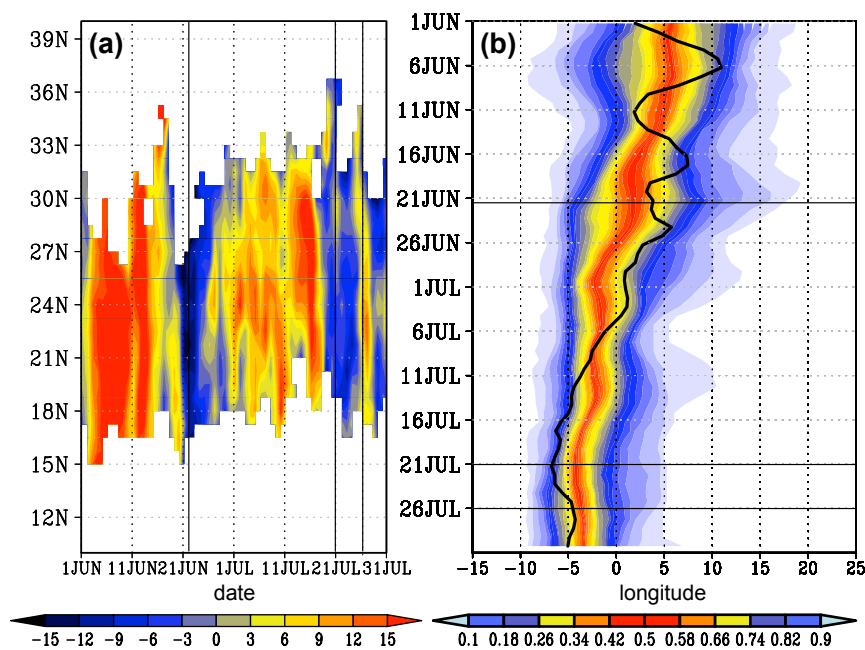 (a)
39N
36N
33N
30N
27N
24N
21N
18N
15N
12N
1JUN 11JUN 21JUN 1JUL 11JUL 21JUL 31JUL
date
-15 -12 -9 -6 -3 0 3 6 9 12 15
(b)
1JUN
6JUN
11JUN
16JUN
21JUN
26JUN
1JUL
6JUL
11JUL
16JUL
21JUL
26JUL
-15 -10 -5 0 5 10 15 20 25
longitude
0.1 0.18 0.26 0.34 0.42 0.5 0.58 0.66 0.74 0.82 0.9